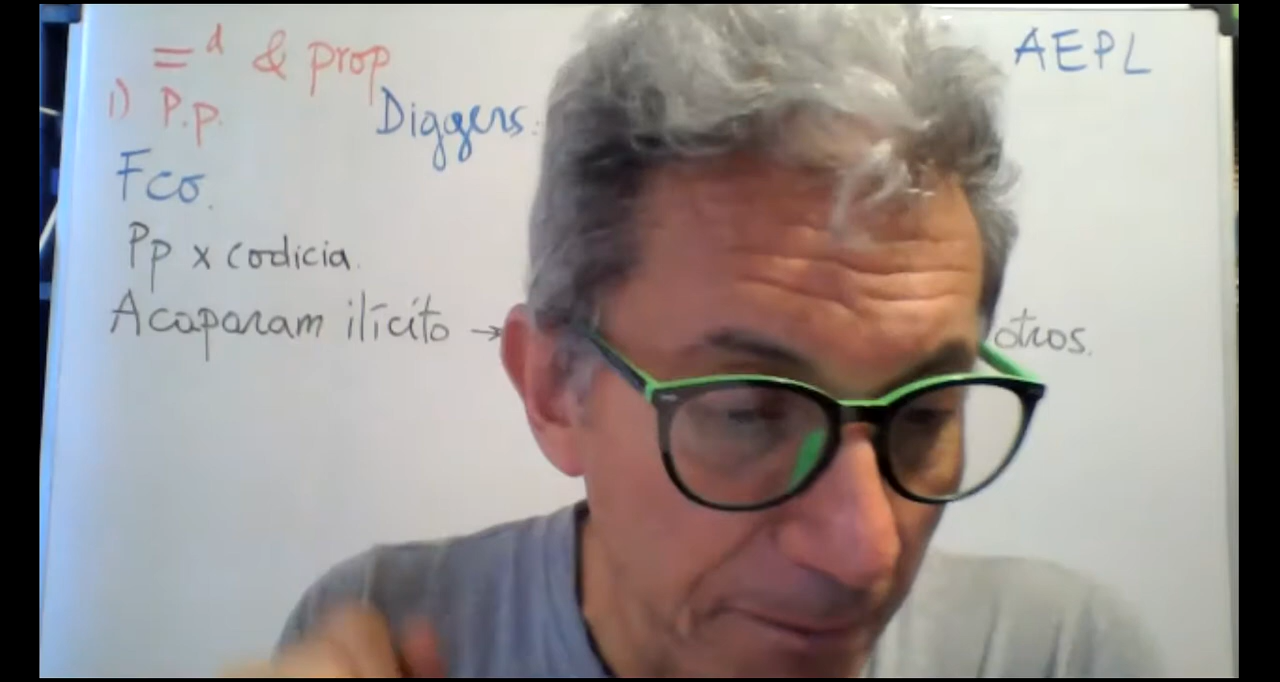 =d & prop
AEPL
1) P.p.
Diggers.
Fco.
Pp x codicia.
Acaparam ilícito → otros.